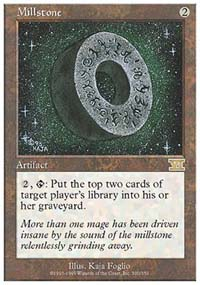 Millstone 2
Artifact
2, : Put the top two cards of
target player's library into his or
her graveyard.
More than one mage has been driven
insane by the sound of the millstone
relentlessly grinding away.
Illus. Kaja Foglio